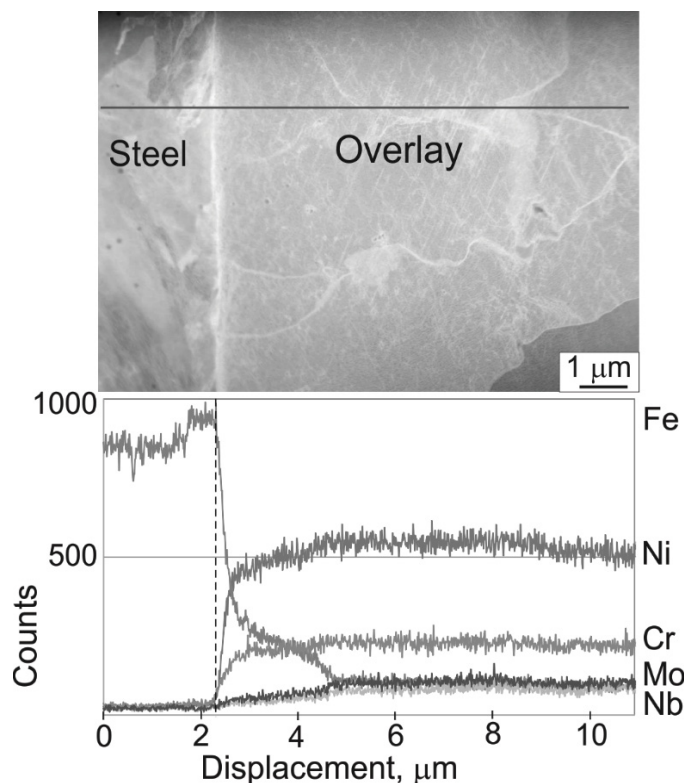 Steel
Overlay
1 μm
1000
500
Counts
Fe
Ni
Cr
Mo
Nb
0 2 4 6 8 10
Displacement, μm